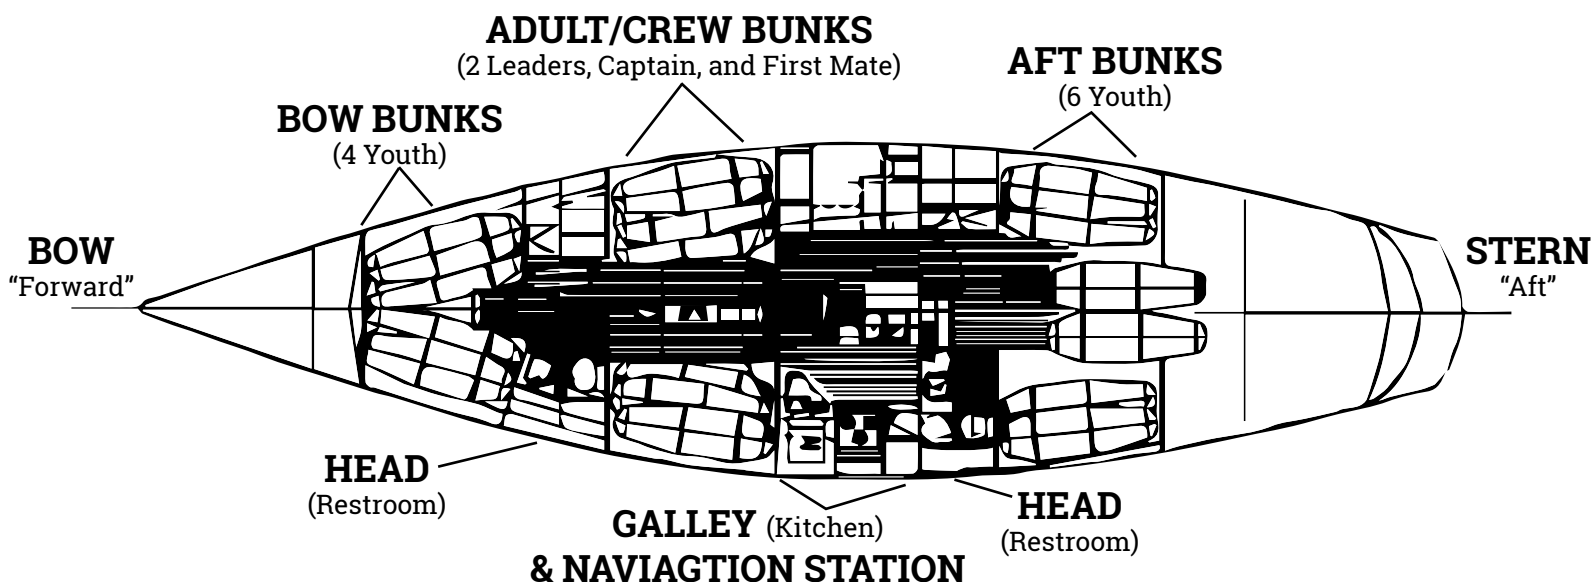 ADULT/CREW BUNKS
(2 Leaders, Captain, and First Mate)
AFT BUNKS
(6 Youth)
BOW BUNKS
(4 Youth)
BOW
“Forward”
STERN
“Aft”
HEAD
(Restroom)
GALLEY (Kitchen)
& NAVIAGTION STATION
HEAD
(Restroom)